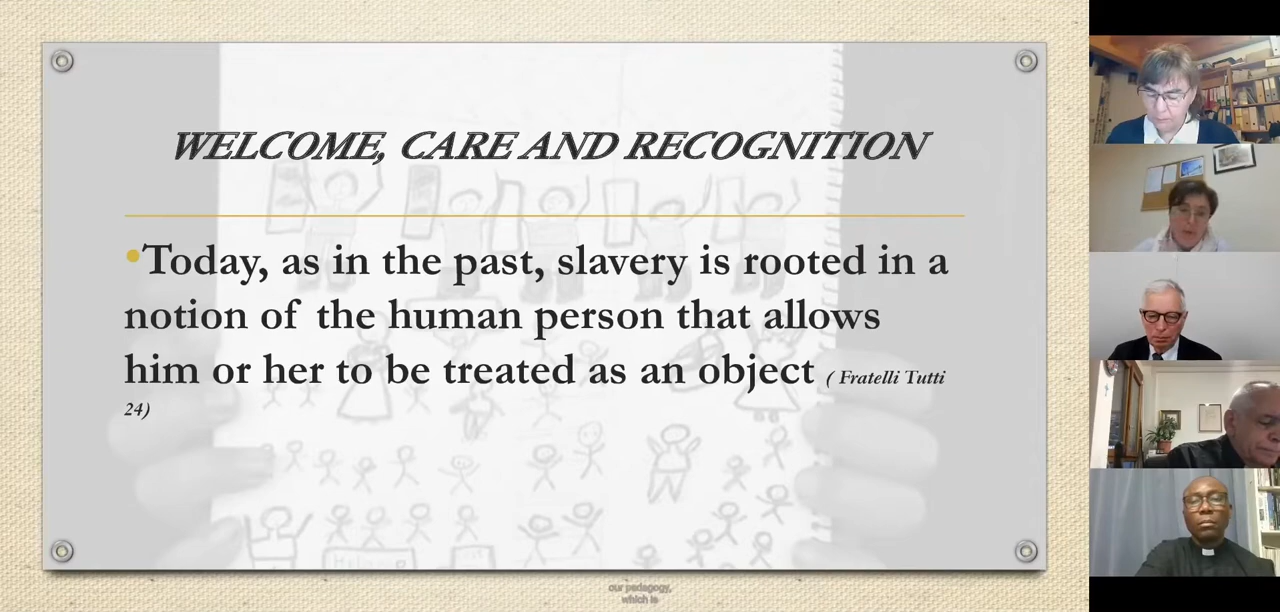 WELCOME, CARE AND RECOGNITION
•Today, as in the past, slavery is rooted in a
notion of the human person that allows
him or her to be treated as an object ( Fratelli Tutti
24)
our pedagogy,
which is